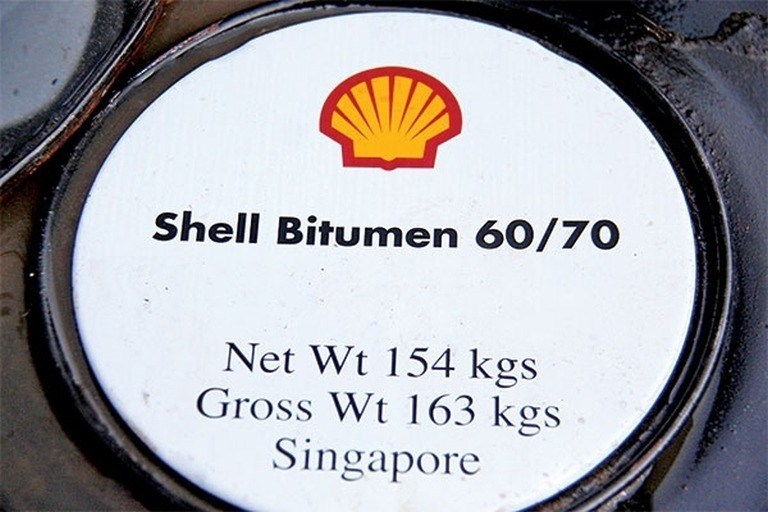 Shell Bitumen 60/70
Net Wt 154 kgs
Gross Wt 163 kgs
Singapore